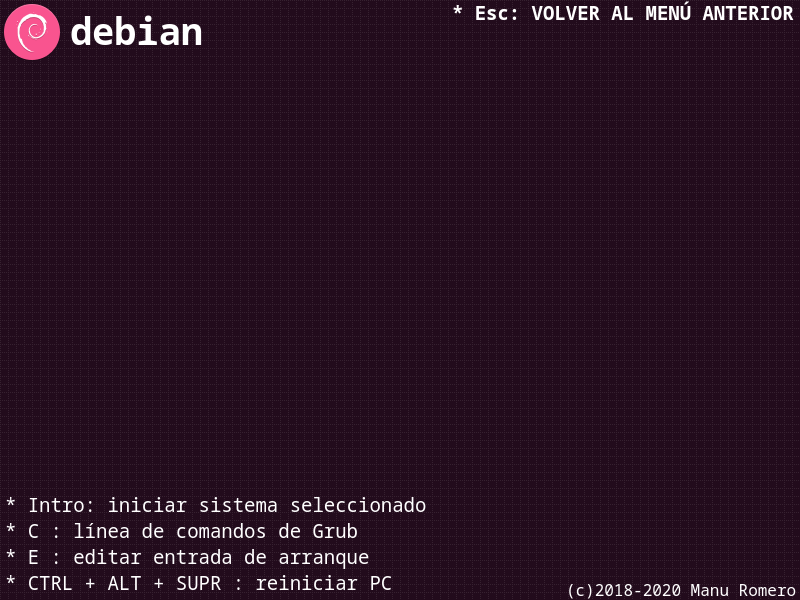 * Esc: VOLVER AL MENÚ ANTERIOR
debian
* Intro: iniciar sistema seleccionado
* C : línea de comandos de Grub
* E : editar entrada de arranque
* CTRL + ALT + SUPR : reiniciar PC
(c)2018-2020 Manu Romero